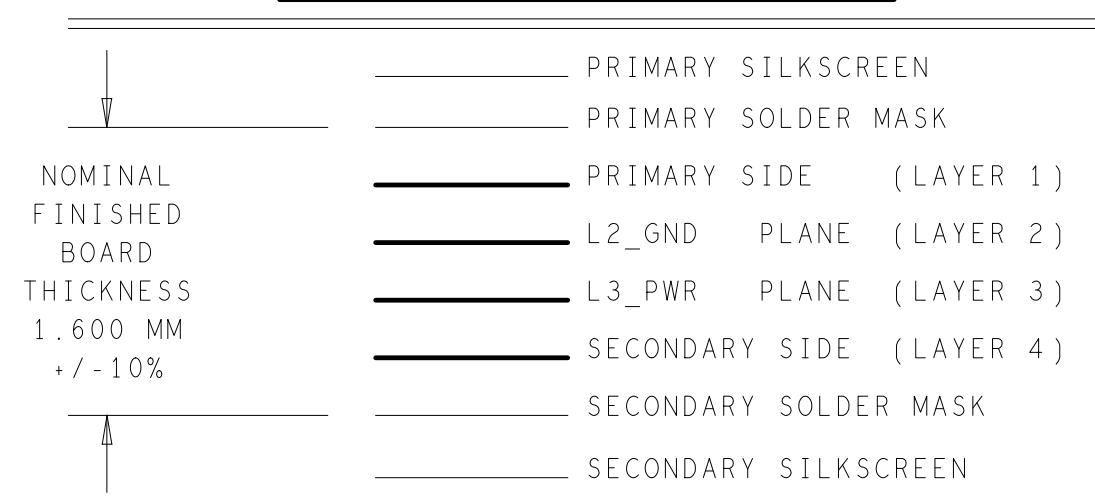 PRIMARY SILKSCREEN
PRIMARY SOLDER MASK
PRIMARY SIDE (LAYER 1)
L2_GND PLANE (LAYER 2)
L3_PWR PLANE (LAYER 3)
SECONDARY SIDE (LAYER 4)
SECONDARY SOLDER MASK
SECONDARY SILKSCREEN
NOMINAL
FINISHED
BOARD
THICKNESS
1.600 MM
+/-10%